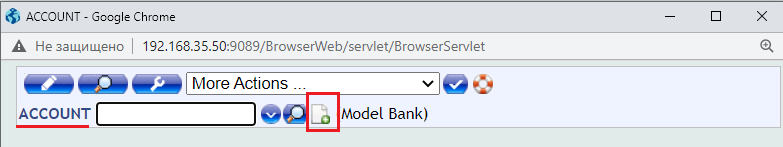 ACCOUNT - Google Chrome
Не защищено 192.168.35.50:9089/BrowserWeb/servlet/BrowserServlet
More Actions ...
ACCOUNT Model Bank)